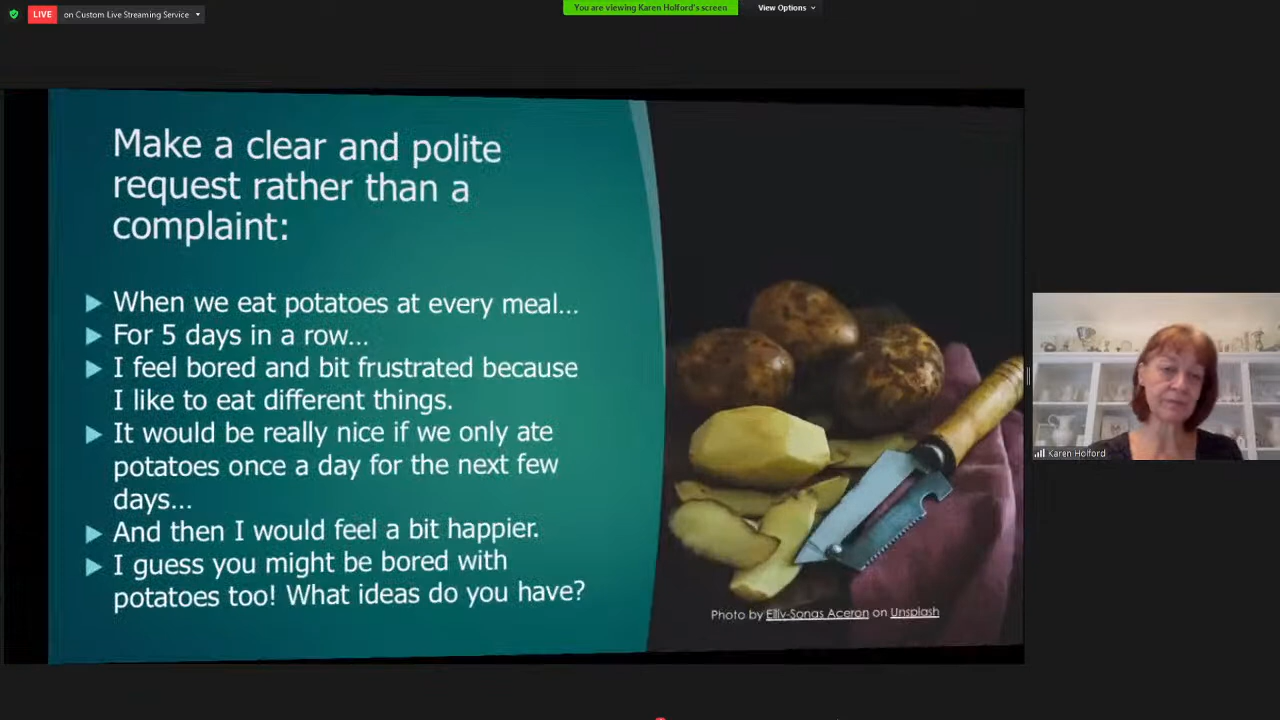 LIVE on Custom Live Streaming Service
You are viewing Karen Holford's screen
View Options
Make a clear and polite
request rather than a
complaint:
When we eat potatoes at every meal...
For 5 days in a row...
I feel bored and bit frustrated because
I like to eat different things.
It would be really nice if we only ate
potatoes once a day for the next few
days...
And then I would feel a bit happier.
I guess you might be bored with
potatoes too! What ideas do you have?
Photo by Eiliv-Sonas Aceron on Unsplash
Karen Holford